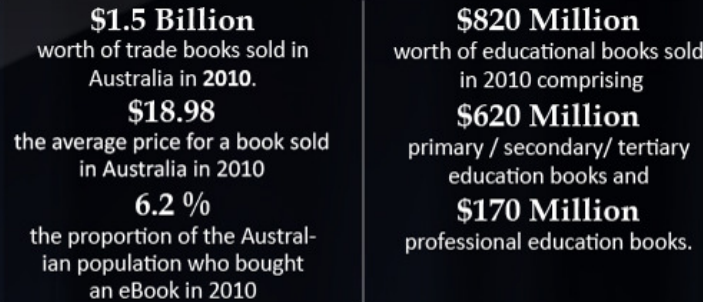 $1.5 Billion
worth of trade books sold in
Australia in 2010.
$18.98
the average price for a book sold
in Australia in 2010
6.2 %
the proportion of the Austral-
ian population who bought
an eBook in 2010
$820 Million
worth of educational books sold
in 2010 comprising
$620 Million
primary / secondary/ tertiary
education books and
$170 Million
professional education books.